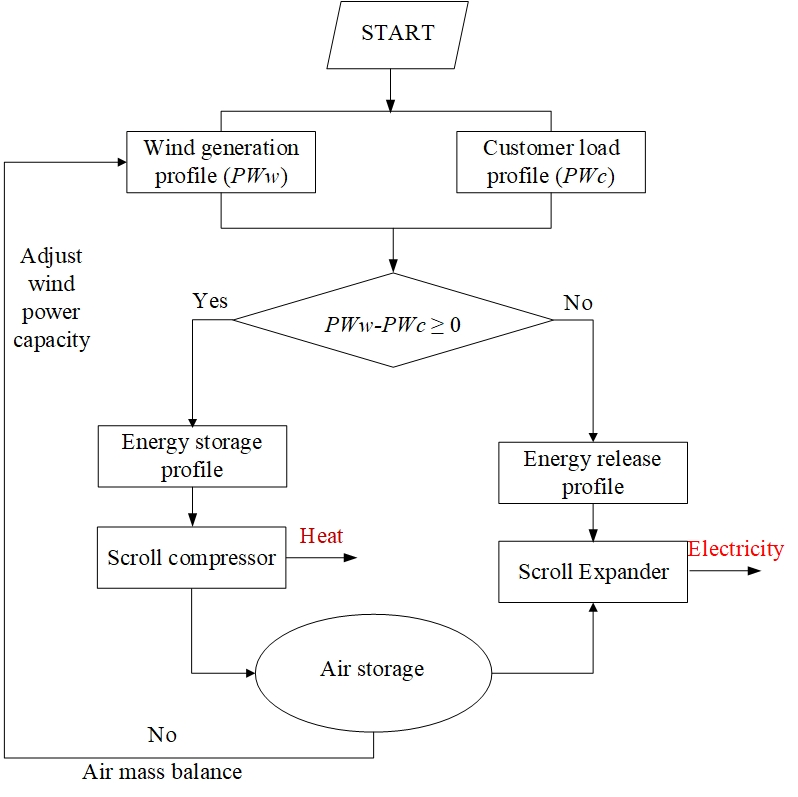 START
Wind generation
profile (PWw)
Customer load
profile (PWc)
Adjust
wind
power
capacity
Yes
No
PWw-PWc ≥ 0
Energy storage
profile
Energy release
profile
Scroll compressor
Heat
Scroll Expander
Electricity
Air storage
No
Air mass balance